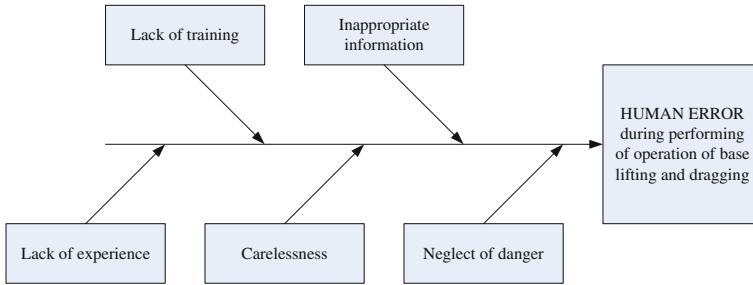 Lack of training
Inappropriate
information
HUMAN ERROR
during performing
of operation of base
lifting and dragging
Lack of experience
Carelessness
Neglect of danger